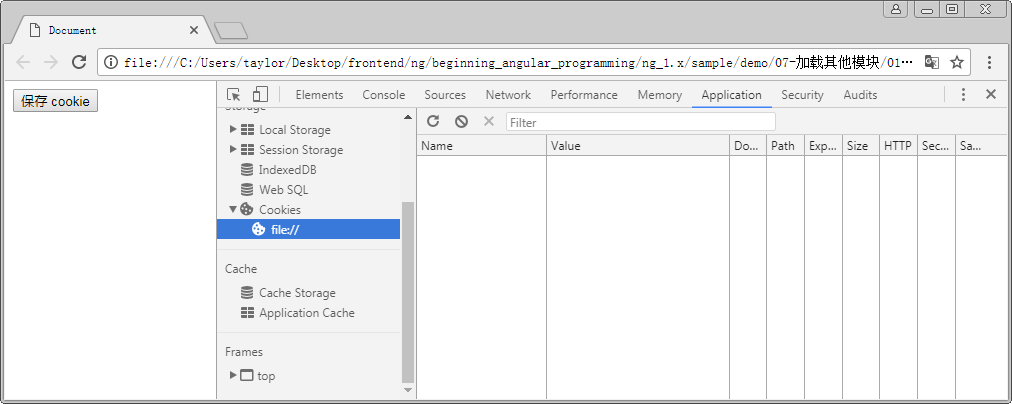 Document
file:///C:/Users/taylor/Desktop/frontend/ng/beginning_angular_programming/ng_1.x/sample/demo/07-加载其他模块/01…
保存 cookie
Elements Console Sources Network Performance Memory Application Security Audits
Storage
Filter
Local Storage
Session Storage
IndexedDB
Web SQL
Cookies
file://
Cache
Cache Storage
Application Cache
Frames
top
Name Value Do... Path Exp... Size HTTP Sec... Sa...